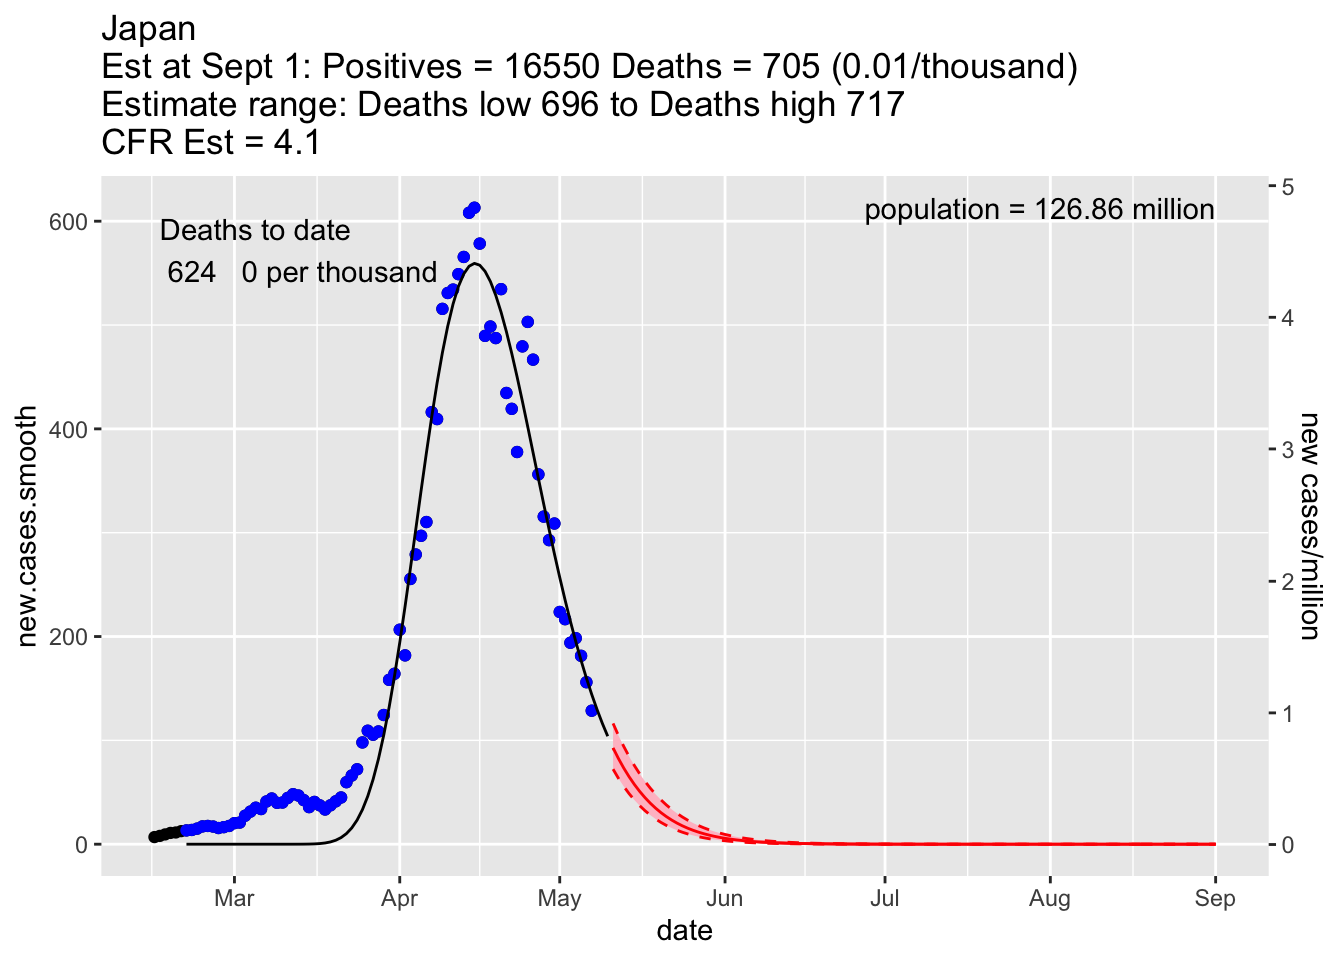 Japan
Est at Sept 1: Positives = 16550 Deaths = 705 (0.01/thousand)
Estimate range: Deaths low 696 to Deaths high 717
CFR Est = 4.1
Deaths to date
624 0 per thousand
population = 126.86 million
600
400
200
0
new.cases.smooth
5
4
3
2
1
0
new cases/million
Mar Apr May Jun Jul Aug Sep
date